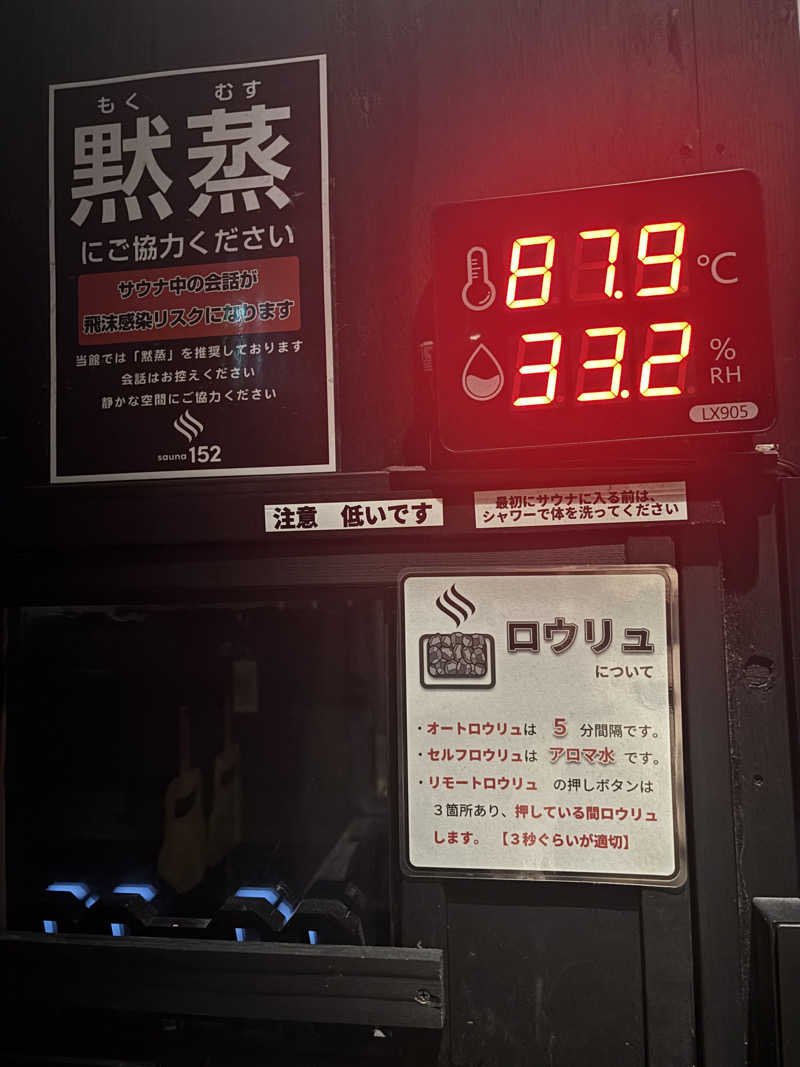 もく むす
黙蒸
にご協力ください
サウナ中の会話が
飛沫感染リスクになります
当館では「黙蒸」を推奨しております
会話はお控えください
静かな空間にご協力ください
sauna 152
87.9 °C
33.2 % RH
LX905
注意 低いです
最初にサウナに入る前は、
シャワーで体を洗ってください
ロウリュ
について
・オートロウリュは 5 分間隔です。
・セルフロウリュは アロマ水 です。
・リモートロウリュ の押しボタンは
３箇所あり、押している間ロウリュ
します。 【３秒ぐらいが適切】